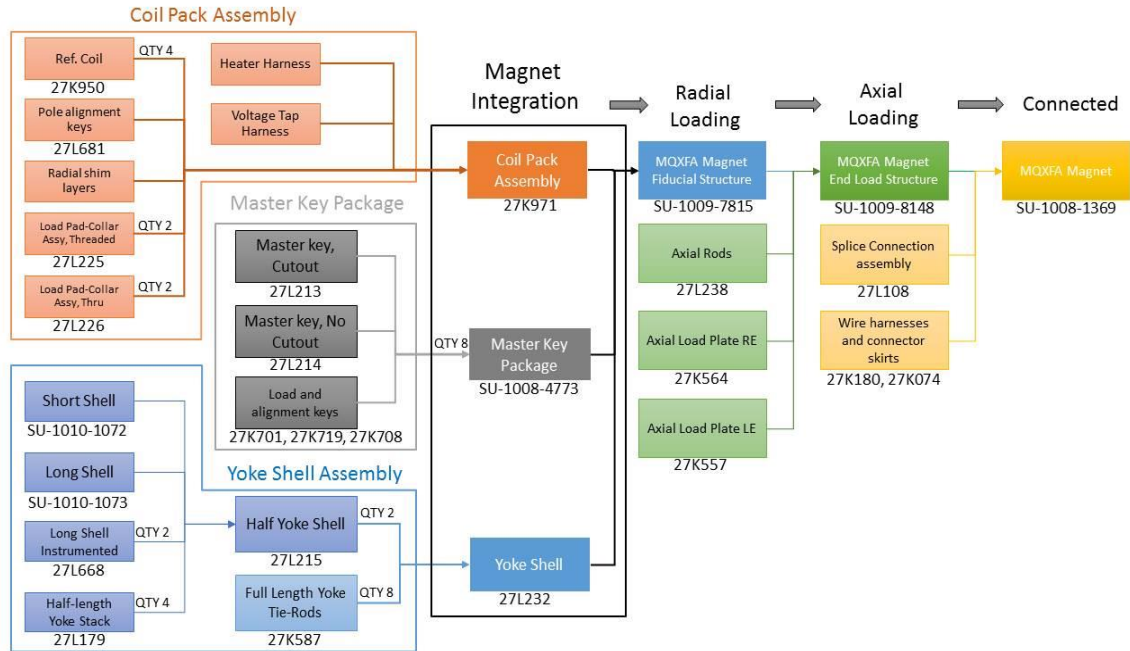 Coil Pack Assembly
Ref. Coil
QTY 4
27K950
Pole alignment
keys
27L681
Radial shim
layers
Load Pad-Collar
Assy, Threaded
QTY 2
27L225
Load Pad-Collar
Assy, Thru
QTY 2
27L226
Heater Harness
Voltage Tap
Harness
Master Key Package
Master key,
Cutout
27L213
Master key, No
Cutout
27L214
Load and
alignment keys
27K701, 27K719, 27K708
Yoke Shell Assembly
Short Shell
SU-1010-1072
Long Shell
SU-1010-1073
Long Shell
Instrumented
QTY 2
27L668
Half-length
Yoke Stack
QTY 4
27L179
Half Yoke Shell
QTY 2
27L215
Full Length Yoke
Tie-Rods
QTY 8
27K587
Magnet
Integration
Coil Pack
Assembly
27K971
QTY 8
Master Key
Package
SU-1008-4773
Yoke Shell
27L232
Radial
Loading
MQXFA Magnet
Fiducial Structure
SU-1009-7815
Axial Rods
27L238
Axial Load Plate RE
27K564
Axial Load Plate LE
27K557
Axial
Loading
MQXFA Magnet
End Load Structure
SU-1009-8148
Splice Connection
assembly
27L108
Wire harnesses
and connector
skirts
27K180, 27K074
Connected
MQXFA Magnet
SU-1008-1369